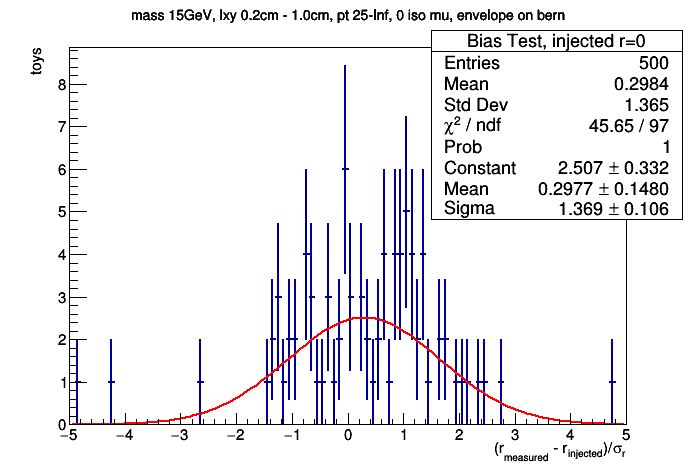 mass 15GeV, lxy 0.2cm - 1.0cm, pt 25-Inf, 0 iso mu, envelope on bern
toys
Bias Test, injected r=0
Entries 500
Mean 0.2984
Std Dev 1.365
χ² / ndf 45.65 / 97
Prob 1
Constant 2.507 ± 0.332
Mean 0.2977 ± 0.1480
Sigma 1.369 ± 0.106
8
7
6
5
4
3
2
1
0
−5 −4 −3 −2 −1 0 1 2 3 4 5
(r_measured - r_injected)/σ_r